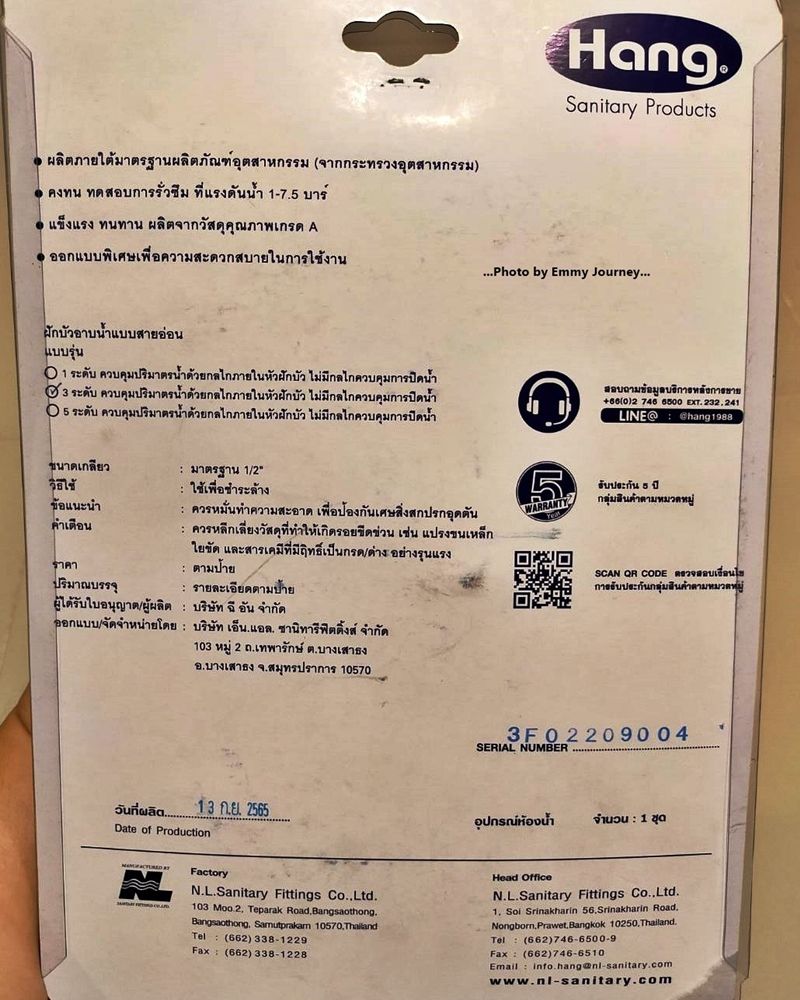 Hang®
Sanitary Products
• ผลิตภายใต้มาตรฐานผลิตภัณฑ์อุตสาหกรรม (จากกระทรวงอุตสาหกรรม)
• คงทน ทดสอบการรั่วซึม ที่แรงดันน้ำ 1-7.5 บาร์
• แข็งแรง ทนทาน ผลิตจากวัสดุคุณภาพเกรด A
• ออกแบบพิเศษเพื่อความสะดวกสบายในการใช้งาน
...Photo by Emmy Journey...
ฝักบัวอาบน้ำแบบสายอ่อน
แบบรุ่น
1 ระดับ ควบคุมปริมาตรน้ำด้วยกลไกภายในหัวฝักบัว ไม่มีกลไกควบคุมการปิดน้ำ
3 ระดับ ควบคุมปริมาตรน้ำด้วยกลไกภายในหัวฝักบัว ไม่มีกลไกควบคุมการปิดน้ำ
5 ระดับ ควบคุมปริมาตรน้ำด้วยกลไกภายในหัวฝักบัว ไม่มีกลไกควบคุมการปิดน้ำ
สอบถามข้อมูลบริการหลังการขาย
+66(0)2 746 6500 EXT.232,241
LINE@ : @hang1988
ขนาดเกลียว : มาตรฐาน 1/2"
วิธีใช้ : ใช้เพื่อชำระล้าง
ข้อแนะนำ : ควรหมั่นทำความสะอาด เพื่อป้องกันเศษสิ่งสกปรกอุดตัน
คำเตือน : ควรหลีกเลี่ยงวัสดุที่ทำให้เกิดรอยขีดข่วน เช่น แปรงขนเหล็ก
ใยขัด และสารเคมีที่มีฤทธิ์เป็นกรด/ด่าง อย่างรุนแรง
ราคา : ตามป้าย
ปริมาณบรรจุ : รายละเอียดตามป้าย
ผู้ได้รับใบอนุญาต/ผู้ผลิต : บริษัท ฉี อัน จำกัด
ออกแบบ/จัดจำหน่ายโดย : บริษัท เอ็น.แอล. ซานิทารีฟิตติ้งส์ จำกัด
103 หมู่ 2 ถ.เทพารักษ์ ต.บางเสาธง
อ.บางเสาธง จ.สมุทรปราการ 10570
5
WARRANTY
Year
รับประกัน 5 ปี
กลุ่มสินค้าตามหมวดหมู่
SCAN QR CODE ตรวจสอบเงื่อนไข
การรับประกันกลุ่มสินค้าตามหมวดหมู่
3F02209004
SERIAL NUMBER
วันที่ผลิต 13 ก.ย. 2565
Date of Production
อุปกรณ์ห้องน้ำ จำนวน : 1 ชุด
MANUFACTURED BY
NL
SANITARY FITTINGS CO.,LTD.
Factory
N.L.Sanitary Fittings Co.,Ltd.
103 Moo.2, Teparak Road,Bangsaothong,
Bangsaothong, Samutprakarn 10570,Thailand
Tel : (662)338-1229
Fax : (662)338-1228
Head Office
N.L.Sanitary Fittings Co.,Ltd.
1, Soi Srinakharin 56,Srinakharin Road,
Nongborn,Prawet,Bangkok 10250,Thailand.
Tel : (662)746-6500-9
Fax : (662)746-6510
Email : info.hang@nl-sanitary.com
www.nl-sanitary.com